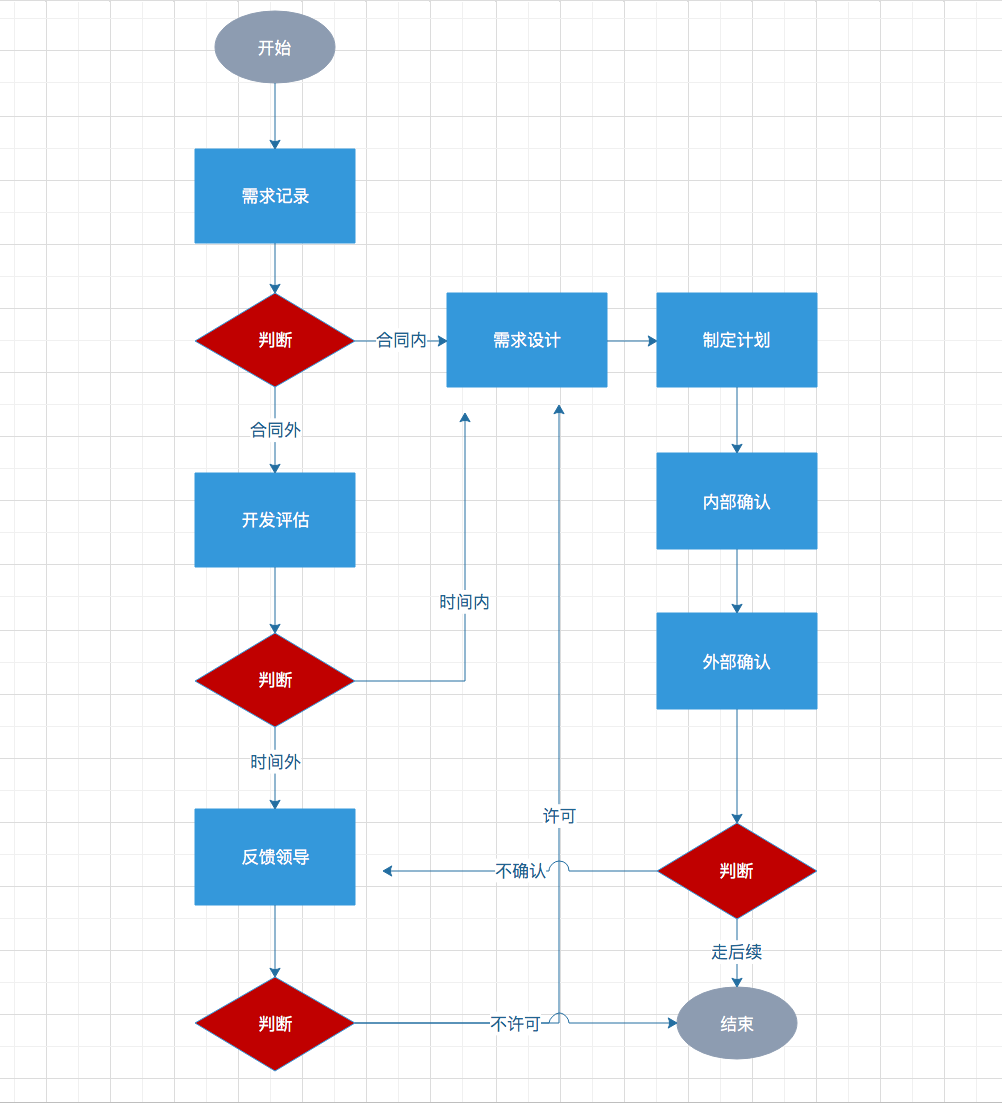 开始
需求记录
判断
合同内
需求设计
制定计划
合同外
开发评估
内部确认
时间内
判断
外部确认
时间外
许可
反馈领导
不确认
判断
走后续
判断
不许可
结束